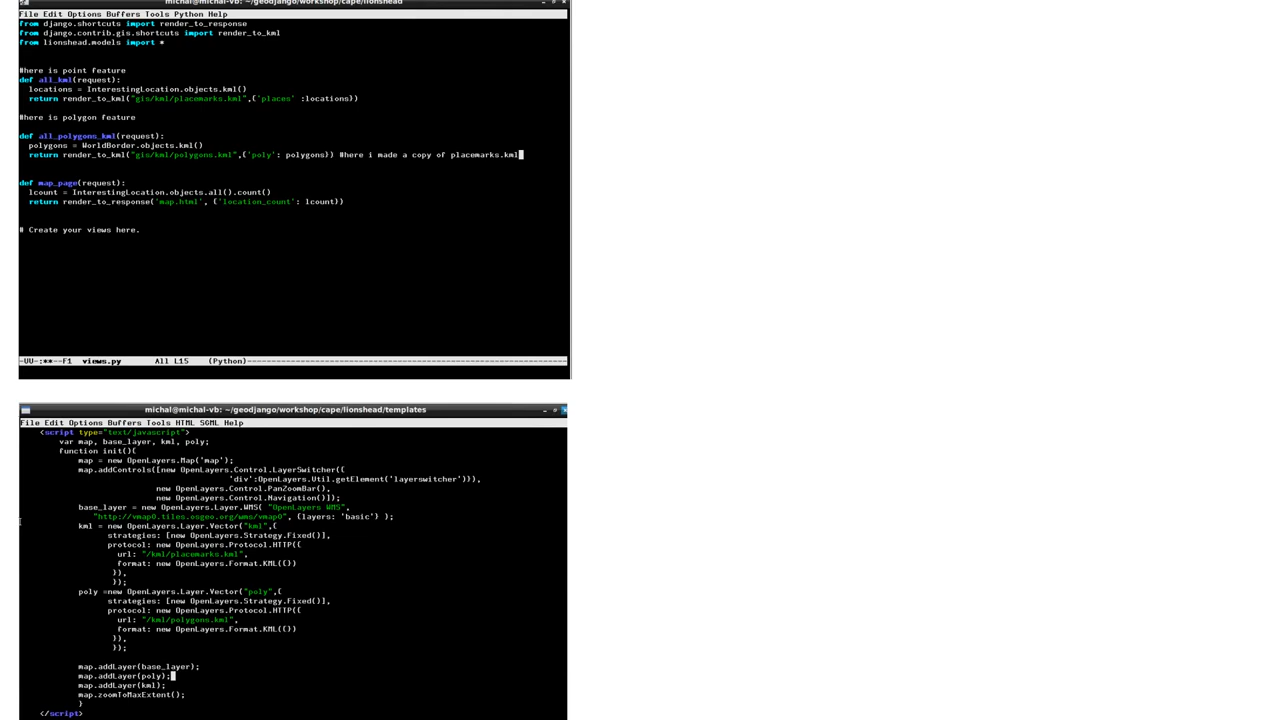 michal@michal-vb: ~/geodjango/workshop/cape/lionshead
File Edit Options Buffers Tools Python Help
from django.shortcuts import render_to_response
from django.contrib.gis.shortcuts import render_to_kml
from lionshead.models import *
#here is point feature
def all_kml(request):
locations = InterestingLocation.objects.kml()
return render_to_kml("gis/kml/placemarks.kml",{'places' :locations})
#here is polygon feature
def all_polygons_kml(request):
polygons = WorldBorder.objects.kml()
return render_to_kml("gis/kml/polygons.kml",{'poly': polygons}) #here i made a copy of placemarks.kml
def map_page(request):
lcount = InterestingLocation.objects.all().count()
return render_to_response('map.html', {'location_count': lcount})
# Create your views here.
-UU-:**--F1 views.py All L15 (Python)------------------------------------------------------------------
michal@michal-vb: ~/geodjango/workshop/cape/lionshead/templates
File Edit Options Buffers Tools HTML SGML Help
<script type="text/javascript">
var map, base_layer, kml, poly;
function init(){
map = new OpenLayers.Map('map');
map.addControls([new OpenLayers.Control.LayerSwitcher({
'div':OpenLayers.Util.getElement('layerswitcher')}),
new OpenLayers.Control.PanZoomBar(),
new OpenLayers.Control.Navigation()]);
base_layer = new OpenLayers.Layer.WMS( "OpenLayers WMS",
"http://vmap0.tiles.osgeo.org/wms/vmap0", {layers: 'basic'} );
kml = new OpenLayers.Layer.Vector("kml",{
strategies: [new OpenLayers.Strategy.Fixed()],
protocol: new OpenLayers.Protocol.HTTP({
url: "/kml/placemarks.kml",
format: new OpenLayers.Format.KML({})
}),
});
poly =new OpenLayers.Layer.Vector("poly",{
strategies: [new OpenLayers.Strategy.Fixed()],
protocol: new OpenLayers.Protocol.HTTP({
url: "/kml/polygons.kml",
format: new OpenLayers.Format.KML({})
}),
});
map.addLayer(base_layer);
map.addLayer(poly);
map.addLayer(kml);
map.zoomToMaxExtent();
}
</script>